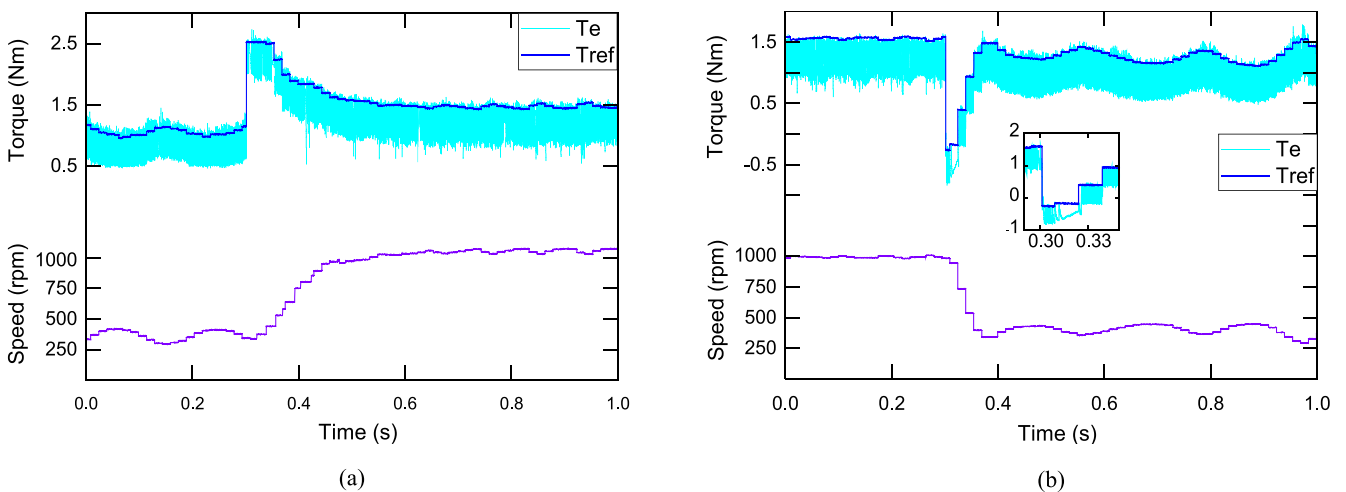 Te
Tref
2.5
1.5
0.5
Torque (Nm)
1000
750
500
250
Speed (rpm)
0.0 0.2 0.4 0.6 0.8 1.0
Time (s)
(a)
1.5
0.5
-0.5
Torque (Nm)
Te
Tref
2
1
0
-1
0.30 0.33
1000
750
500
250
Speed (rpm)
0.0 0.2 0.4 0.6 0.8 1.0
Time (s)
(b)